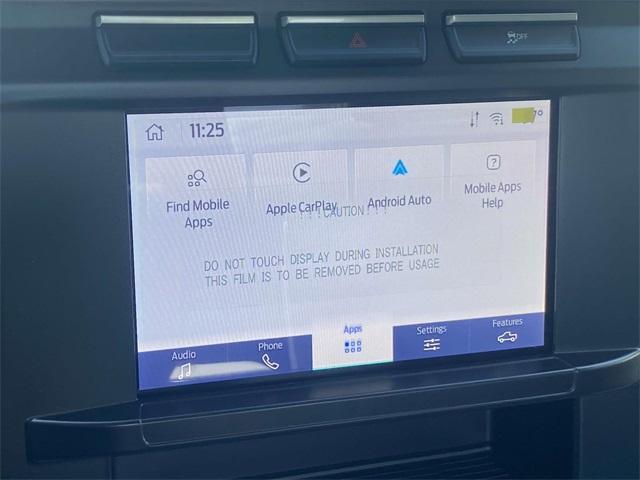 OFF
11:25
Find Mobile
Apps
Apple CarPlay
Android Auto
Mobile Apps
Help
!!!CAUTION!!!
DO NOT TOUCH DISPLAY DURING INSTALLATION
THIS FILM IS TO BE REMOVED BEFORE USAGE
Audio
Phone
Apps
Settings
Features